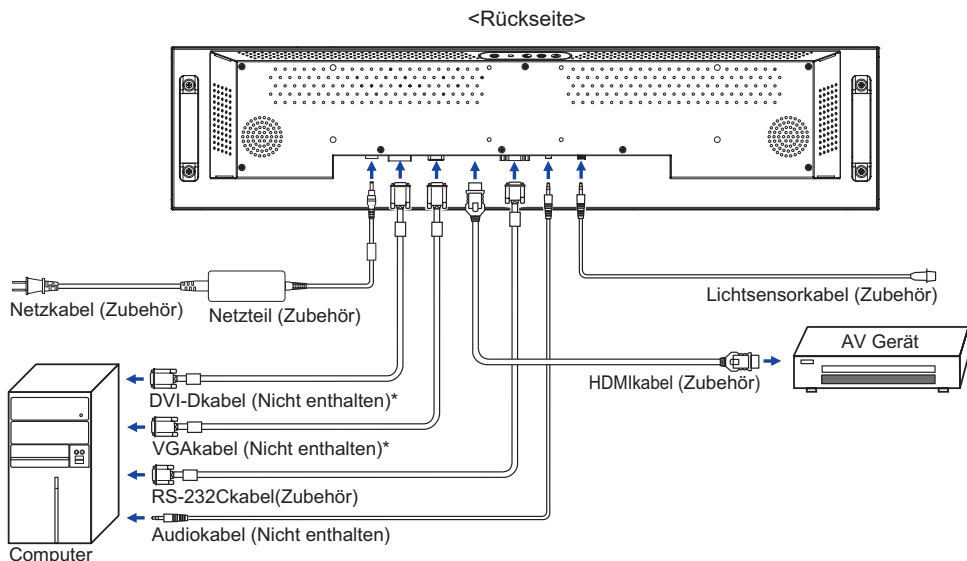 <Rückseite>
Netzkabel (Zubehör)
Netzteil (Zubehör)
Lichtsensorkabel (Zubehör)
AV Gerät
HDMIkabel (Zubehör)
DVI-Dkabel (Nicht enthalten)*
VGAkabel (Nicht enthalten)*
RS-232Ckabel(Zubehör)
Audiokabel (Nicht enthalten)
Computer